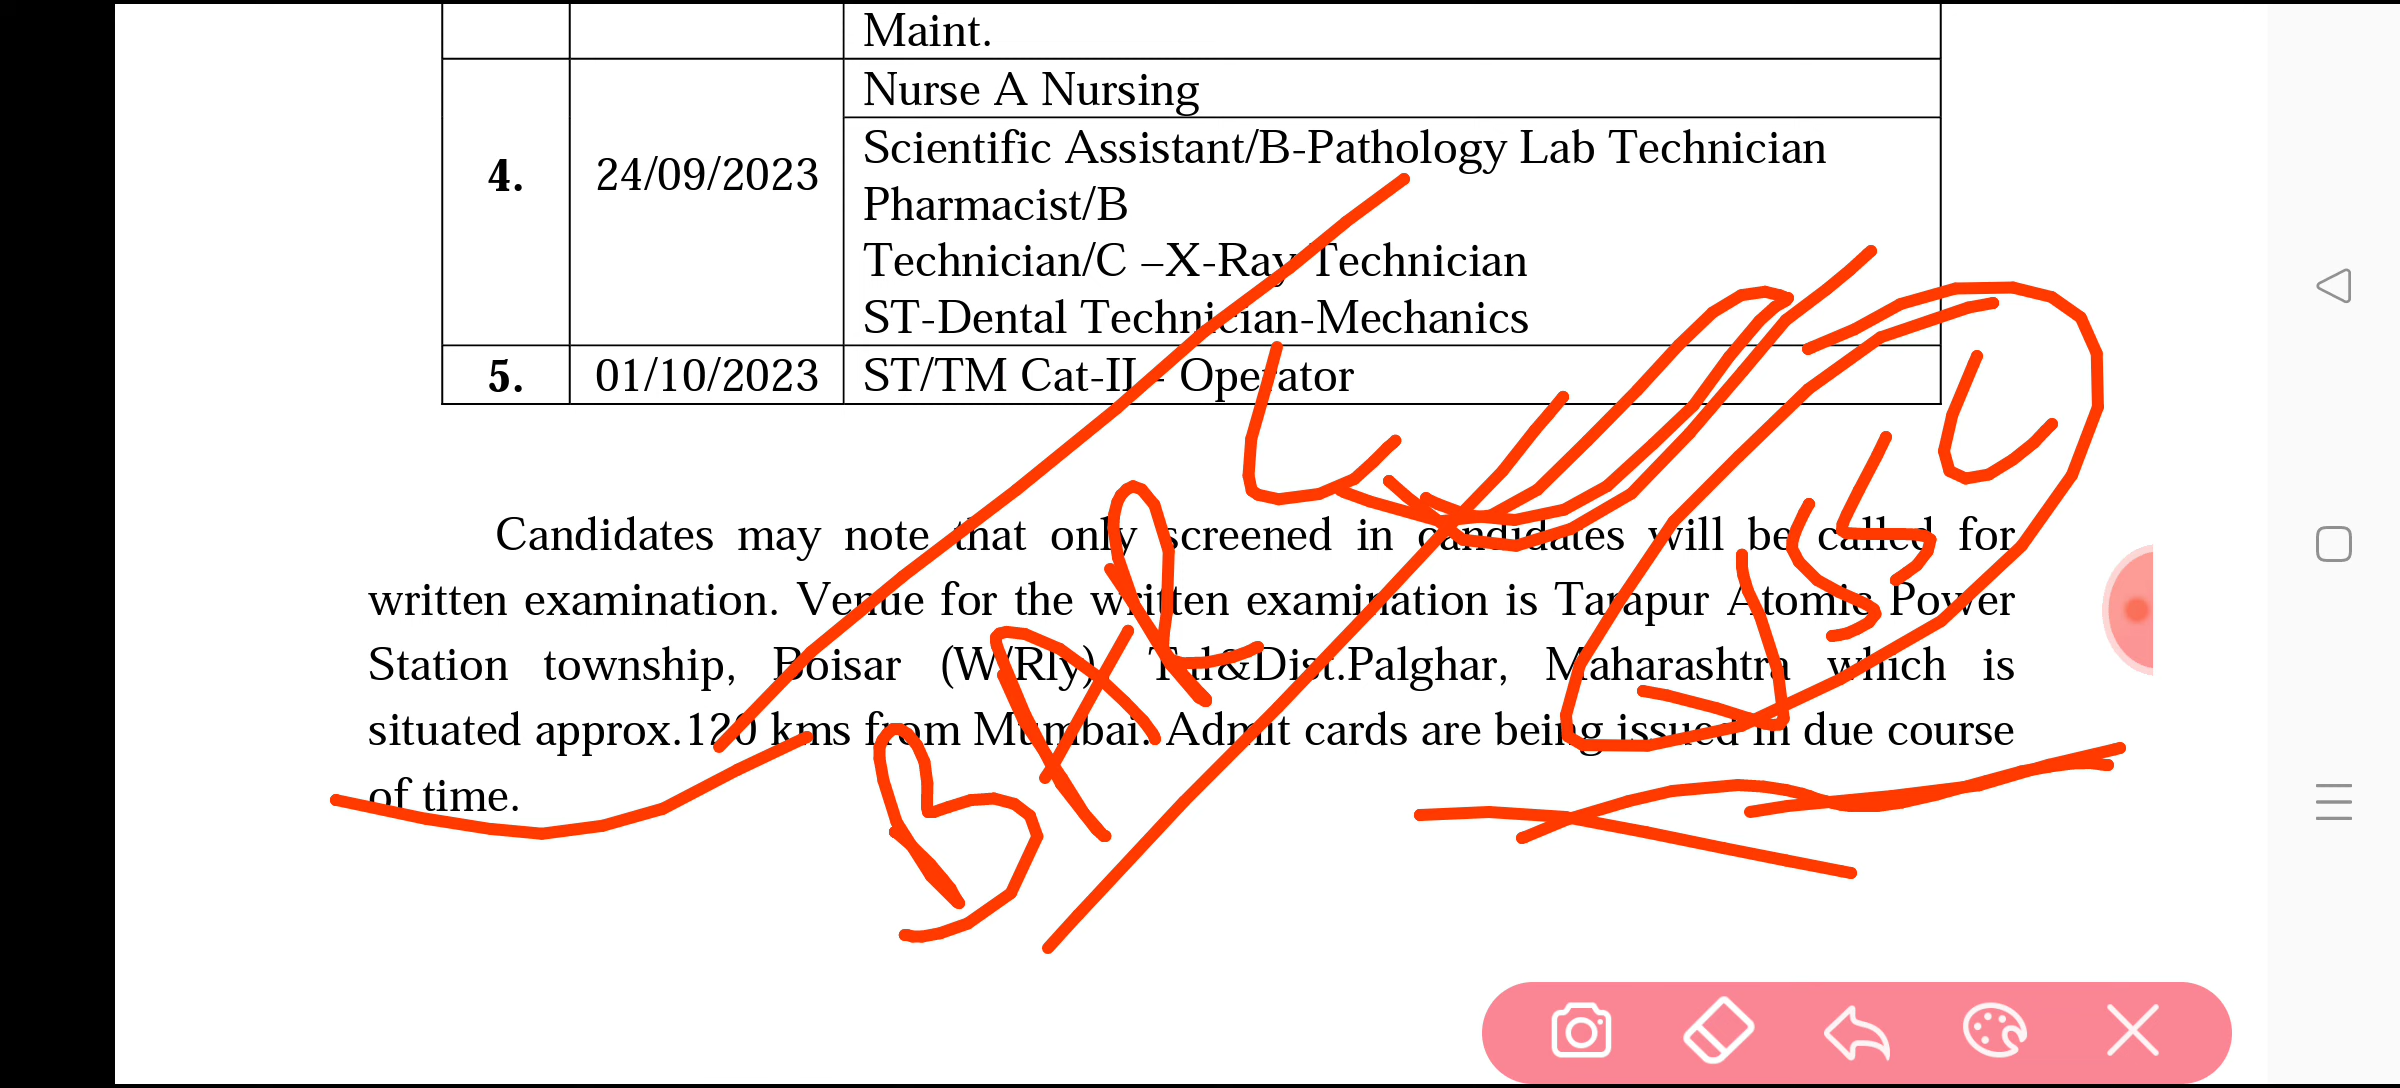 Maint.
Nurse A Nursing
4. 24/09/2023 Scientific Assistant/B-Pathology Lab Technician
Pharmacist/B
Technician/C –X-Ray Technician
ST-Dental Technician-Mechanics
5. 01/10/2023 ST/TM Cat-II - Operator
Candidates may note that only screened in candidates will be called for
written examination. Venue for the written examination is Tarapur Atomic Power
Station township, Boisar (W/Rly), Tal&Dist.Palghar, Maharashtra which is
situated approx.120 kms from Mumbai. Admit cards are being issued in due course
of time.
BAR